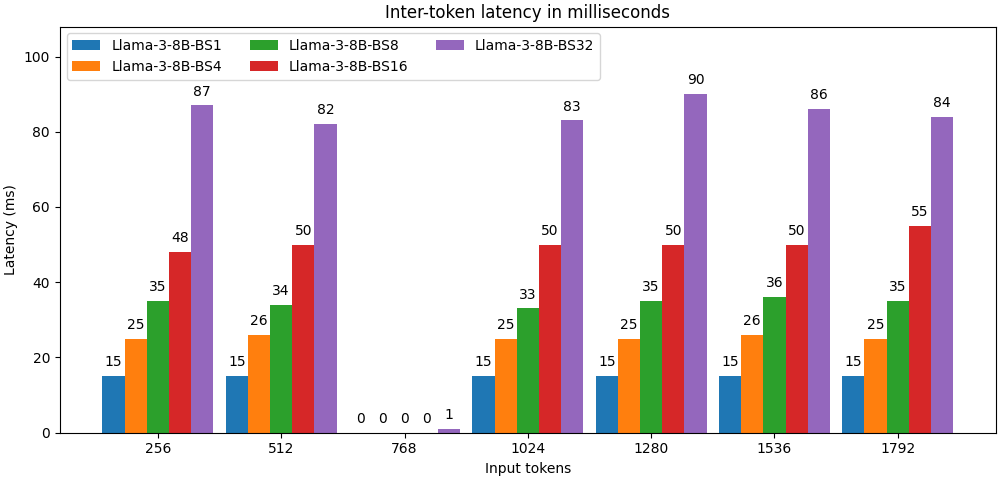 Inter-token latency in milliseconds
Llama-3-8B-BS1
Llama-3-8B-BS4
Llama-3-8B-BS8
Llama-3-8B-BS16
Llama-3-8B-BS32
Latency (ms)
100
80
60
40
20
0
15 25 35 48 87
15 26 34 50 82
0 0 0 0 1
15 25 33 50 83
15 25 35 50 90
15 26 36 50 86
15 25 35 55 84
256 512 768 1024 1280 1536 1792
Input tokens